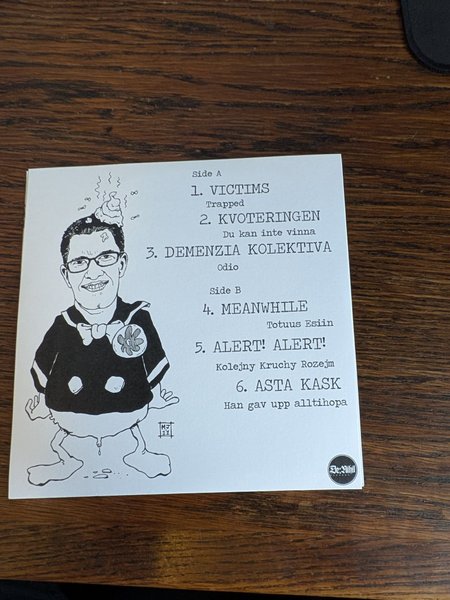 Side A
1. VICTIMS
Trapped
2. KVOTERINGEN
Du kan inte vinna
3. DEMENZIA KOLEKTIVA
Odio
Side B
4. MEANWHILE
Totuus Esiin
5. ALERT! ALERT!
Kolejny Kruchy Rozejm
6. ASTA KASK
Han gav upp alltihopa